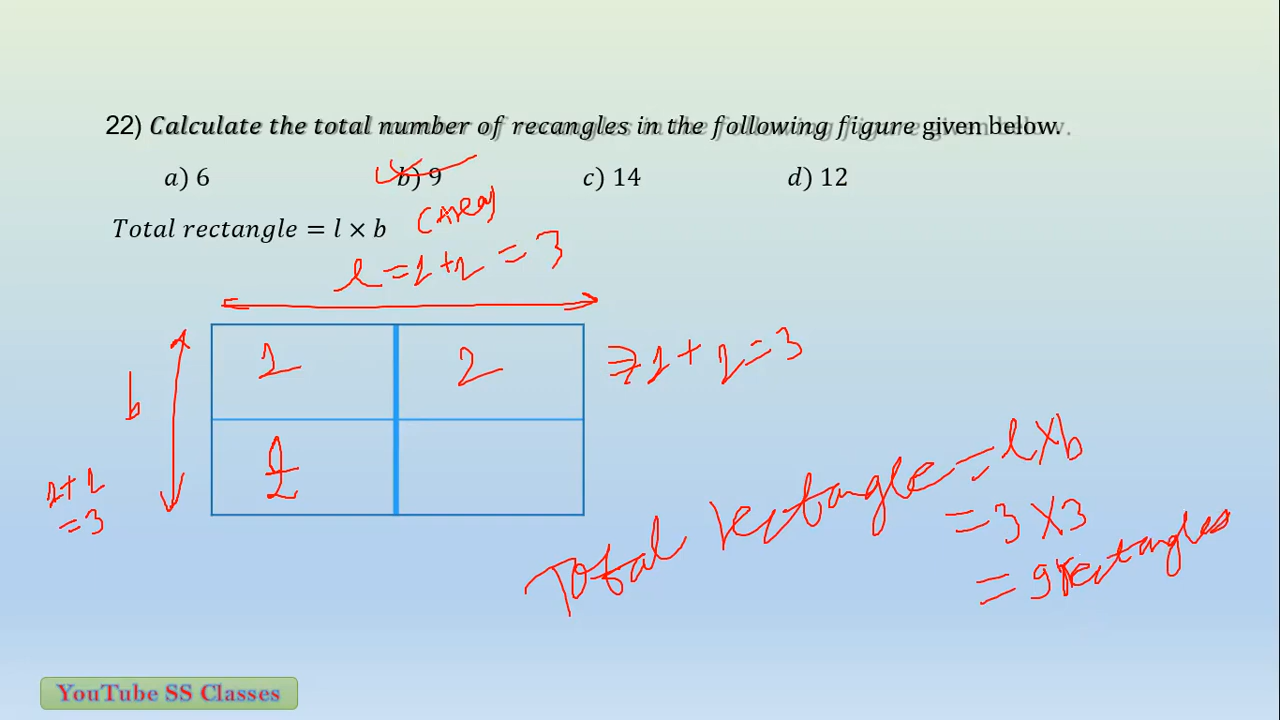 22) Calculate the total number of recangles in the following figure given below.
a) 6 b) 9 c) 14 d) 12
Total rectangle = l × b (Area)
l = 1 + 2 = 3
1 2 ⇒ 1 + 2 = 3
b
2
1 + 2
= 3
Total rectangle = l × b
= 3 × 3
= 9 rectangles
YouTube SS Classes